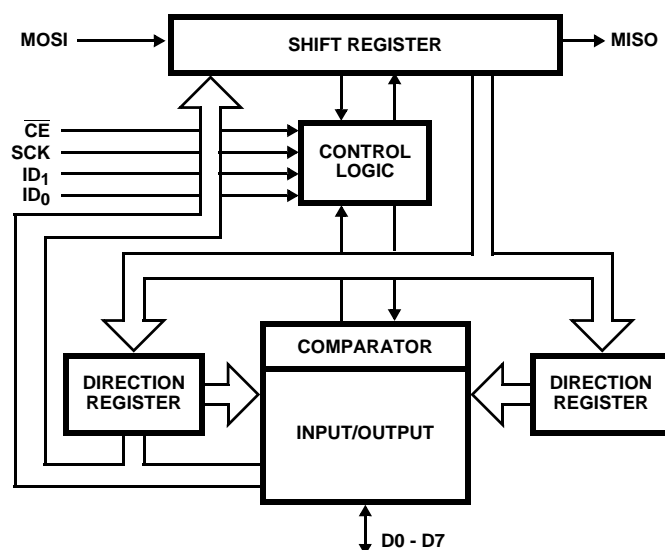 MOSI
SHIFT REGISTER
MISO
CE
SCK
ID1
ID0
CONTROL
LOGIC
COMPARATOR
DIRECTION
REGISTER
INPUT/OUTPUT
DIRECTION
REGISTER
D0 - D7